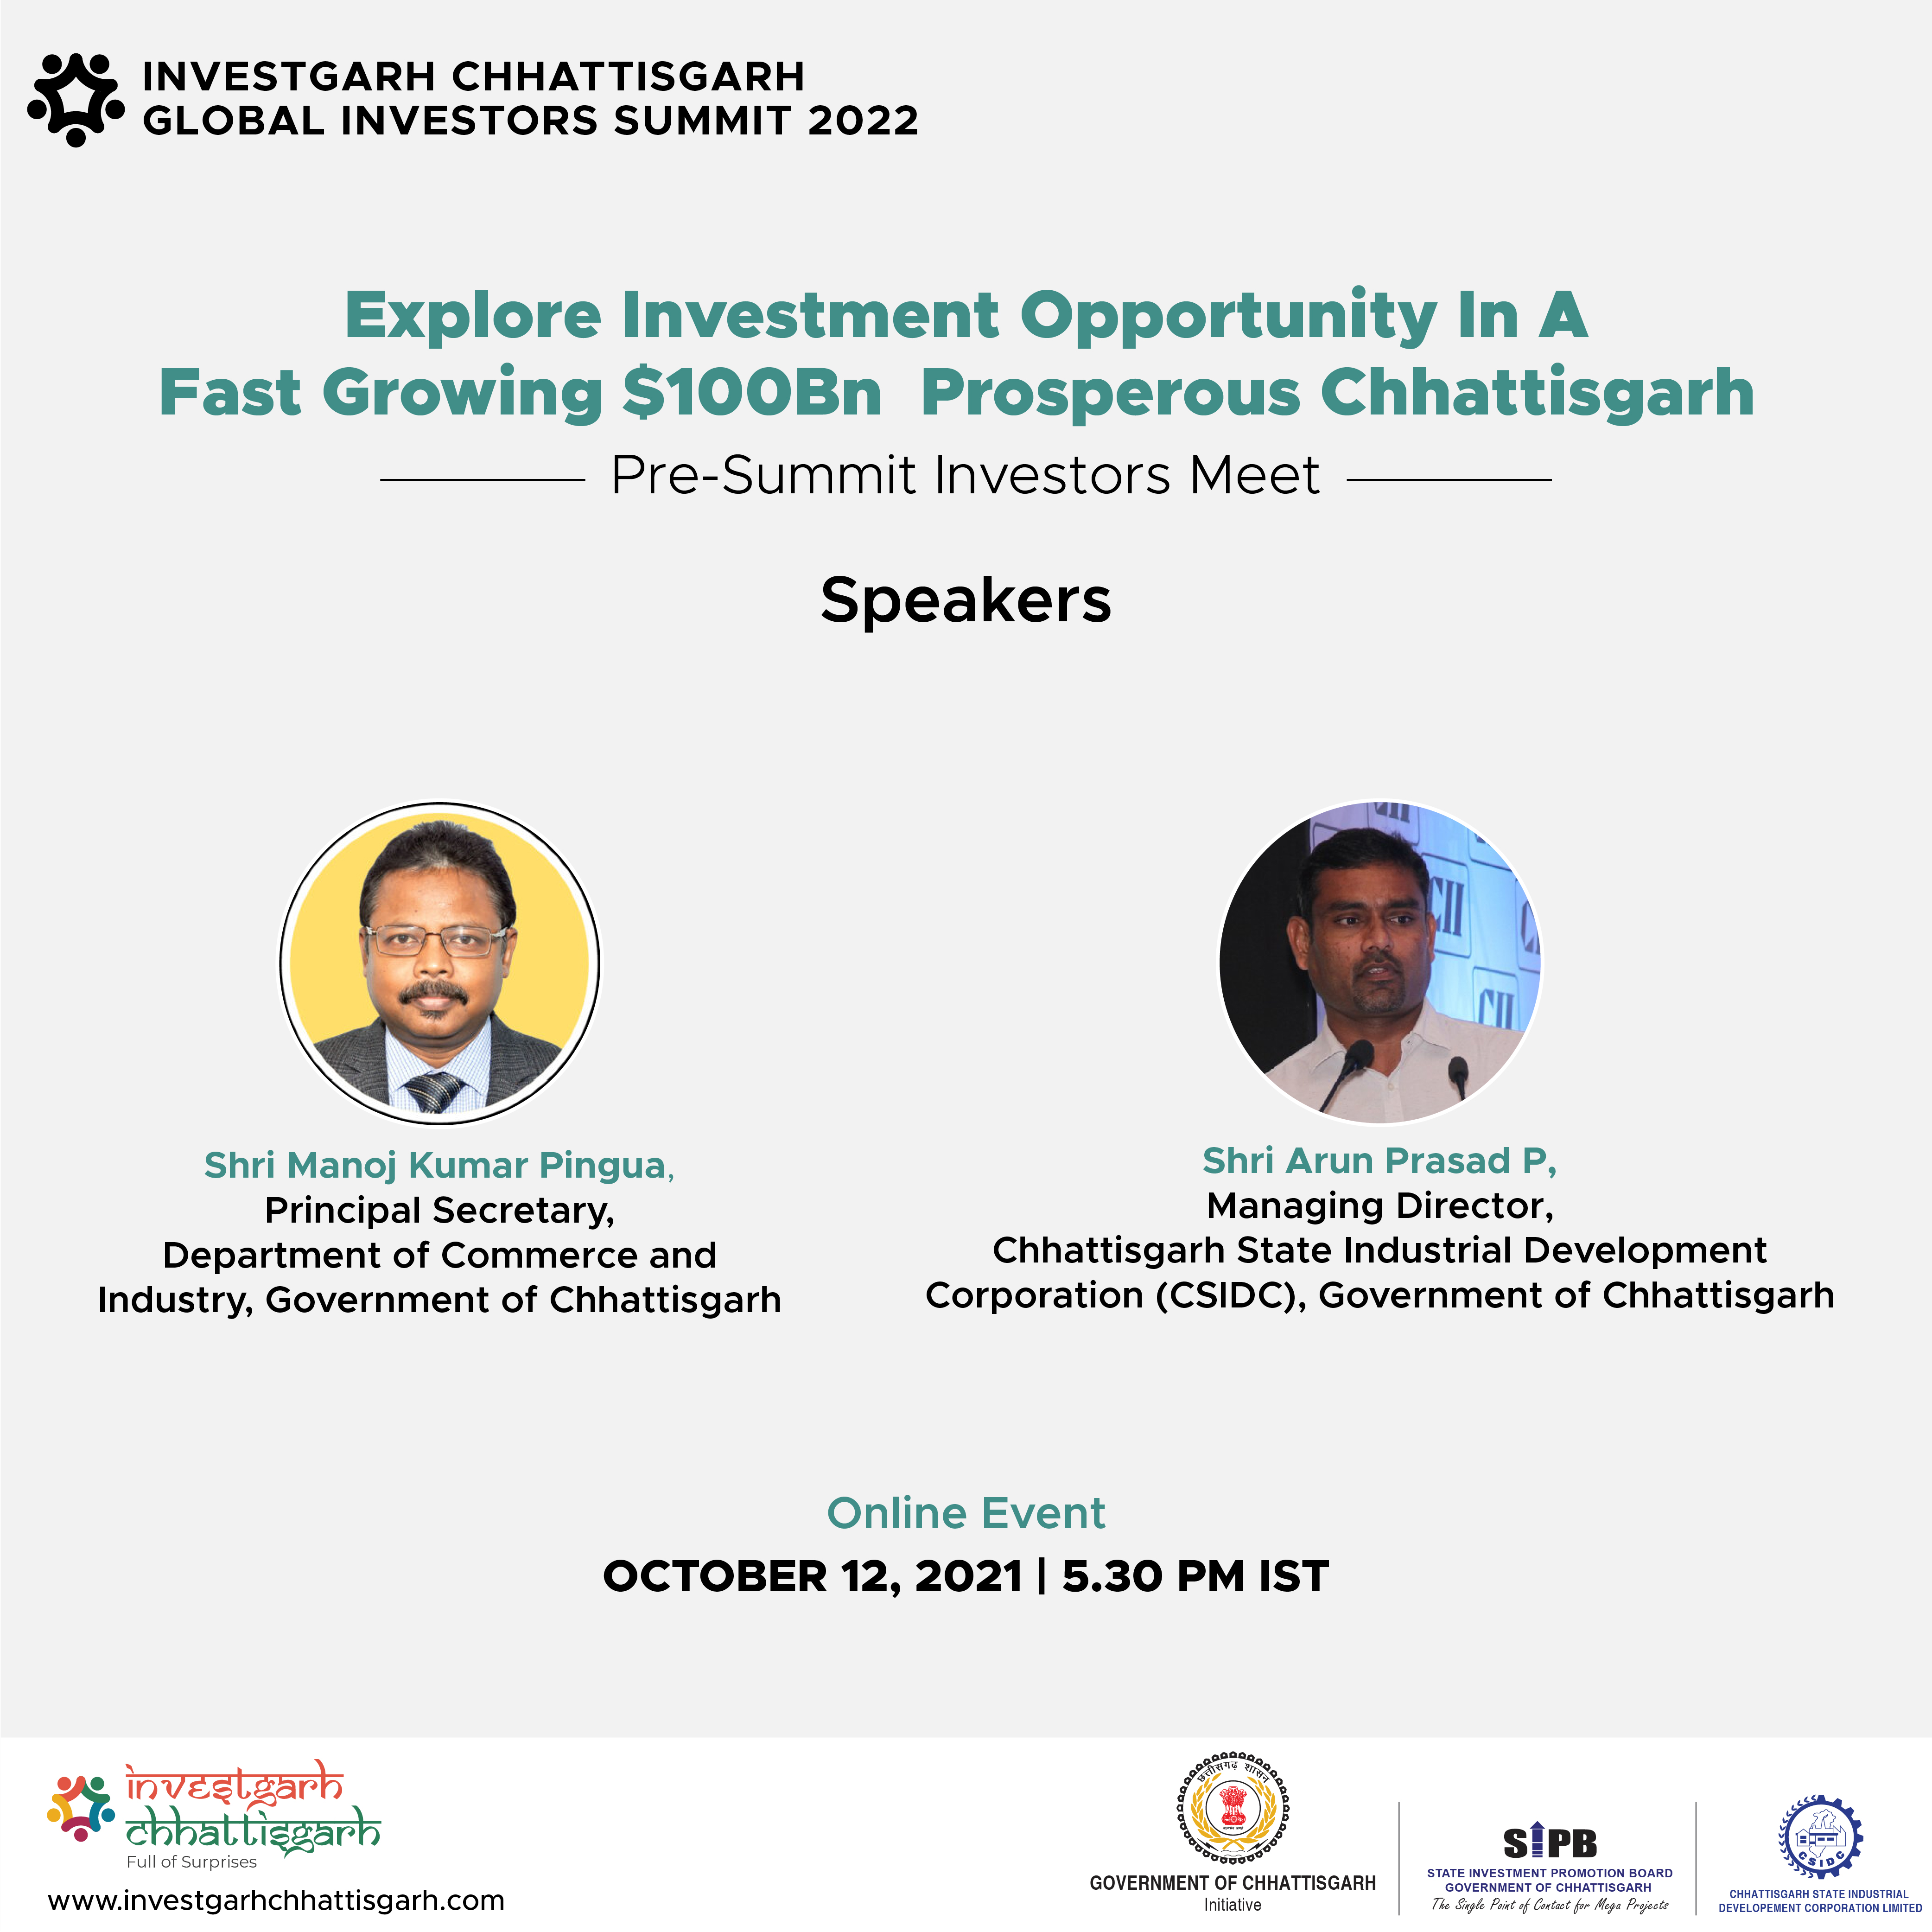 INVESTGARH CHHATTISGARH
GLOBAL INVESTORS SUMMIT 2022
Explore Investment Opportunity In A
Fast Growing $100Bn Prosperous Chhattisgarh
Pre-Summit Investors Meet
Speakers
CII
CII
CII
Shri Manoj Kumar Pingua,
Principal Secretary,
Department of Commerce and
Industry, Government of Chhattisgarh
Shri Arun Prasad P,
Managing Director,
Chhattisgarh State Industrial Development
Corporation (CSIDC), Government of Chhattisgarh
Online Event
OCTOBER 12, 2021 | 5.30 PM IST
investgarh
chhattisgarh
Full of Surprises
www.investgarhchhattisgarh.com
छत्तीसगढ़ शासन
GOVERNMENT OF CHHATTISGARH
Initiative
SIPB
STATE INVESTMENT PROMOTION BOARD
GOVERNMENT OF CHHATTISGARH
The Single Point of Contact for Mega Projects
CSIDC
CHHATTISGARH STATE INDUSTRIAL
DEVELOPEMENT CORPORATION LIMITED